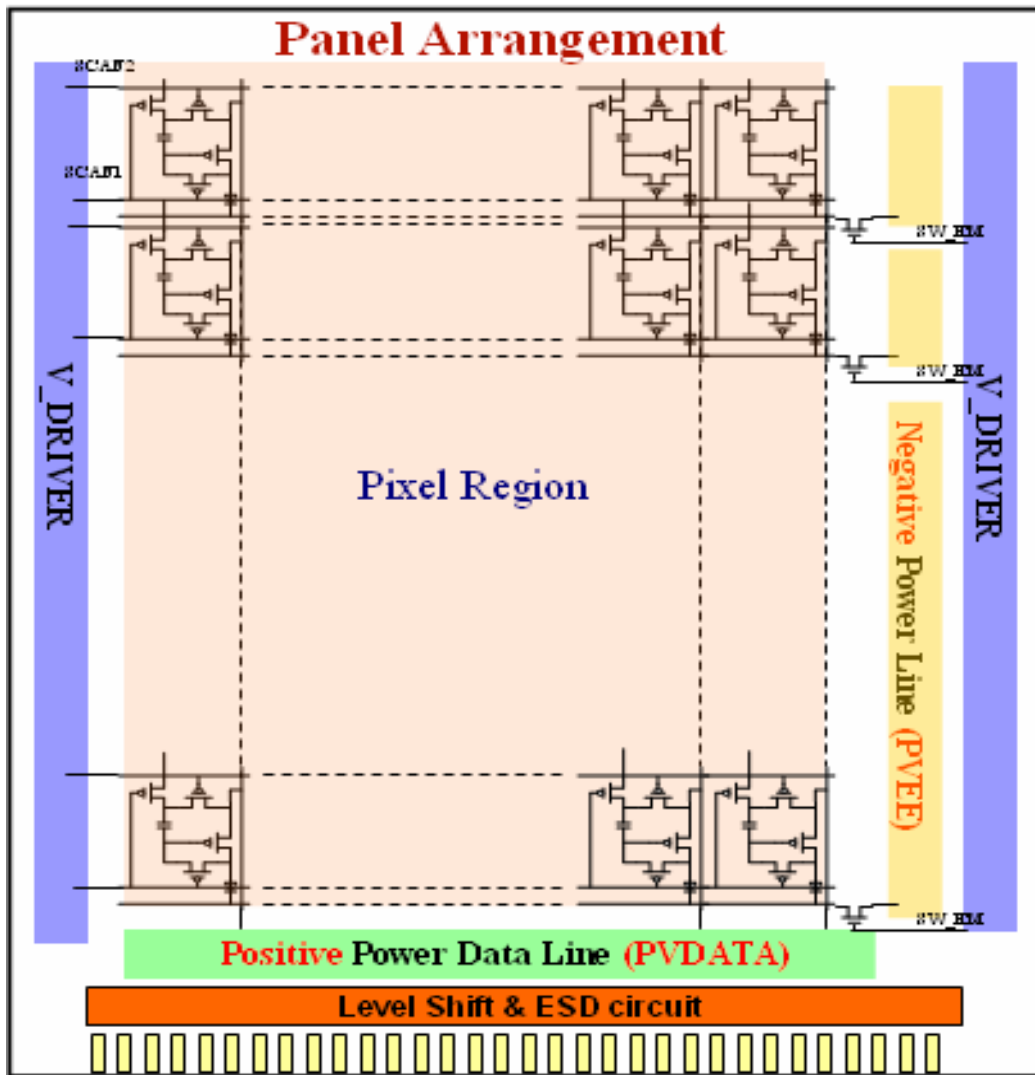 Panel Arrangement
SCAN2
SCAN1
SW_EM
SW_EM
V_DRIVER
V_DRIVER
Pixel Region
Negative Power Line (PVEE)
SW_EM
Positive Power Data Line (PVDATA)
Level Shift & ESD circuit